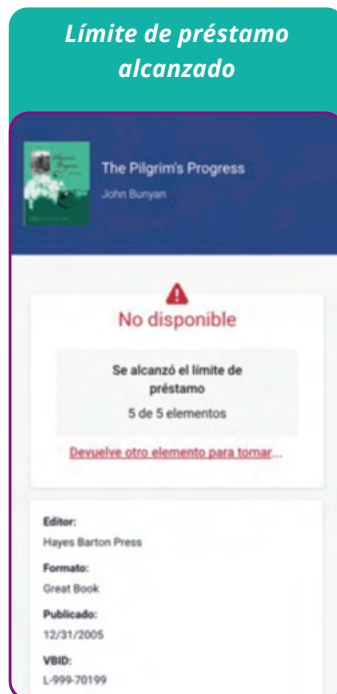 Límite de préstamo
alcanzado
The Pilgrim's Progress
John Bunyan
No disponible
Se alcanzó el límite de
préstamo
5 de 5 elementos
Devuelve otro elemento para tomar...
Editor:
Hayes Barton Press
Formato:
Great Book
Publicado:
12/31/2005
VBID:
L-999-70199